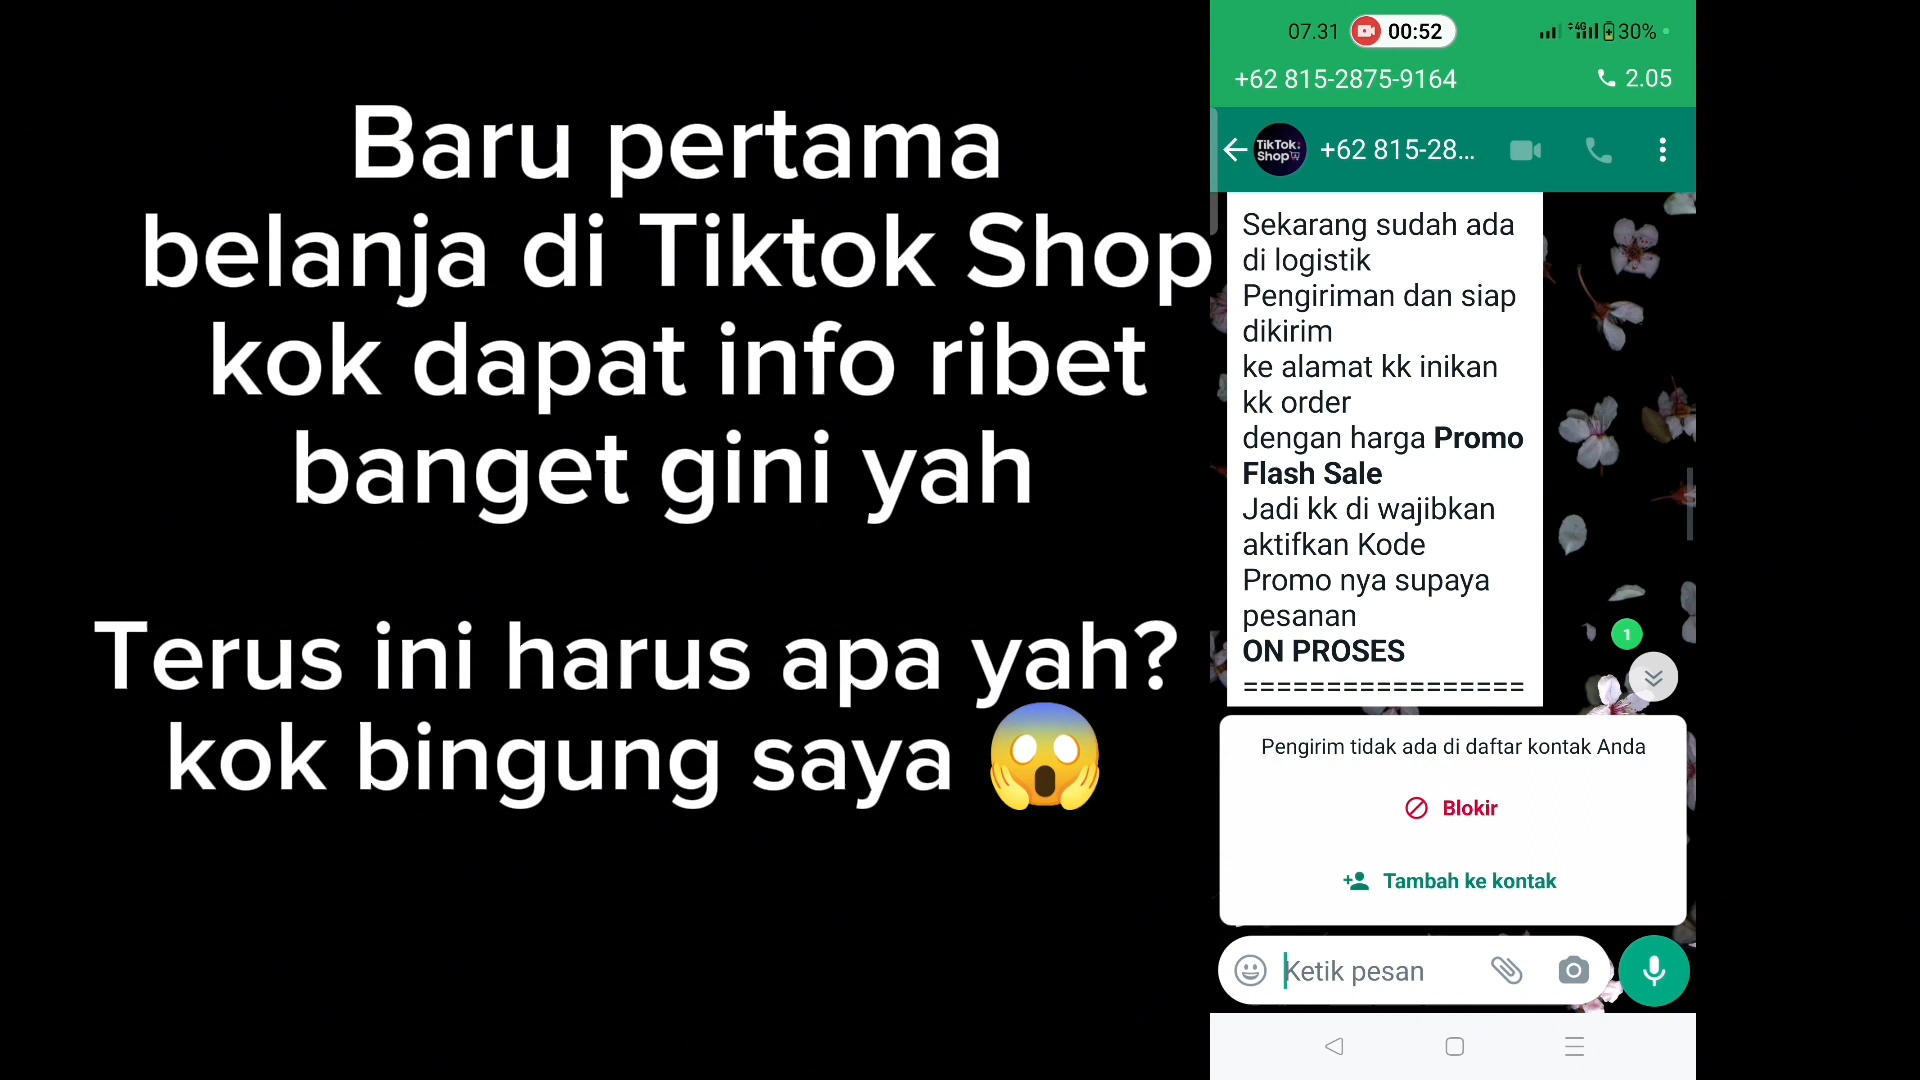 Baru pertama
belanja di Tiktok Shop
kok dapat info ribet
banget gini yah
Terus ini harus apa yah?
kok bingung saya 😱
07.31 00:52 4G 30%
+62 815-2875-9164 2.05
TikTok
Shop
+62 815-28...
Sekarang sudah ada
di logistik
Pengiriman dan siap
dikirim
ke alamat kk inikan
kk order
dengan harga Promo
Flash Sale
Jadi kk di wajibkan
aktifkan Kode
Promo nya supaya
pesanan
ON PROSES
=================
1
Pengirim tidak ada di daftar kontak Anda
Blokir
Tambah ke kontak
Ketik pesan